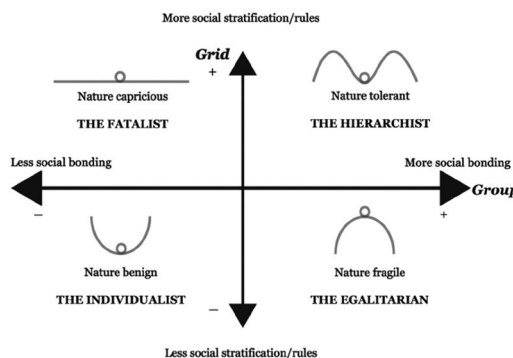 More social stratification/rules
Grid
+
Nature capricious
Nature tolerant
THE FATALIST
THE HIERARCHIST
Less social bonding
More social bonding
Group
–
+
Nature benign
Nature fragile
THE INDIVIDUALIST
THE EGALITARIAN
–
Less social stratification/rules